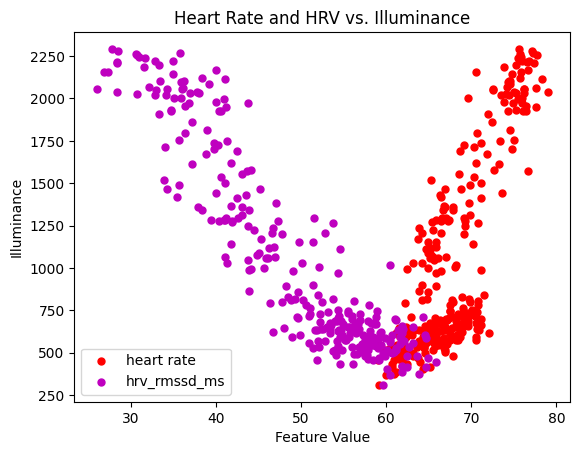 Heart Rate and HRV vs. Illuminance
Illuminance
2250
2000
1750
1500
1250
1000
750
500
250
heart rate
hrv_rmssd_ms
30 40 50 60 70 80
Feature Value